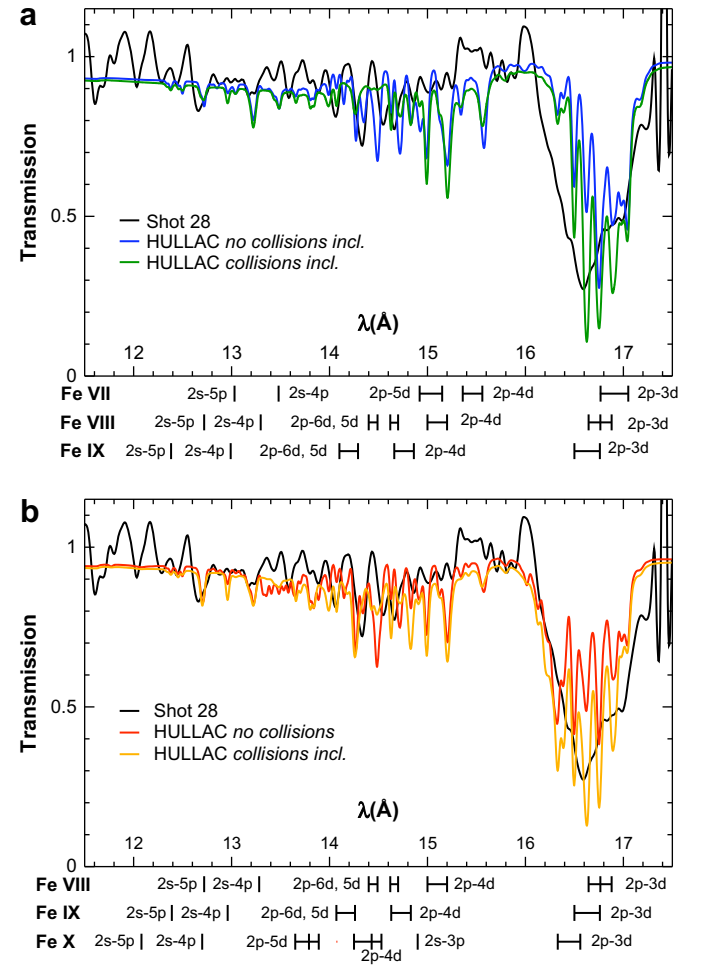 a
1
0.5
0
Transmission
Shot 28
HULLAC no collisions incl.
HULLAC collisions incl.
λ(Å)
12 13 14 15 16 17
Fe VII 2s-5p 2s-4p 2p-5d 2p-4d 2p-3d
Fe VIII 2s-5p 2s-4p 2p-6d, 5d 2p-4d 2p-3d
Fe IX 2s-5p 2s-4p 2p-6d, 5d 2p-4d 2p-3d
b
1
0.5
0
Transmission
Shot 28
HULLAC no collisions
HULLAC collisions incl.
λ(Å)
12 13 14 15 16 17
Fe VIII 2s-5p 2s-4p 2p-6d, 5d 2p-4d 2p-3d
Fe IX 2s-5p 2s-4p 2p-6d, 5d 2p-4d 2p-3d
Fe X 2s-5p 2s-4p 2p-5d 2p-4d 2s-3p 2p-3d